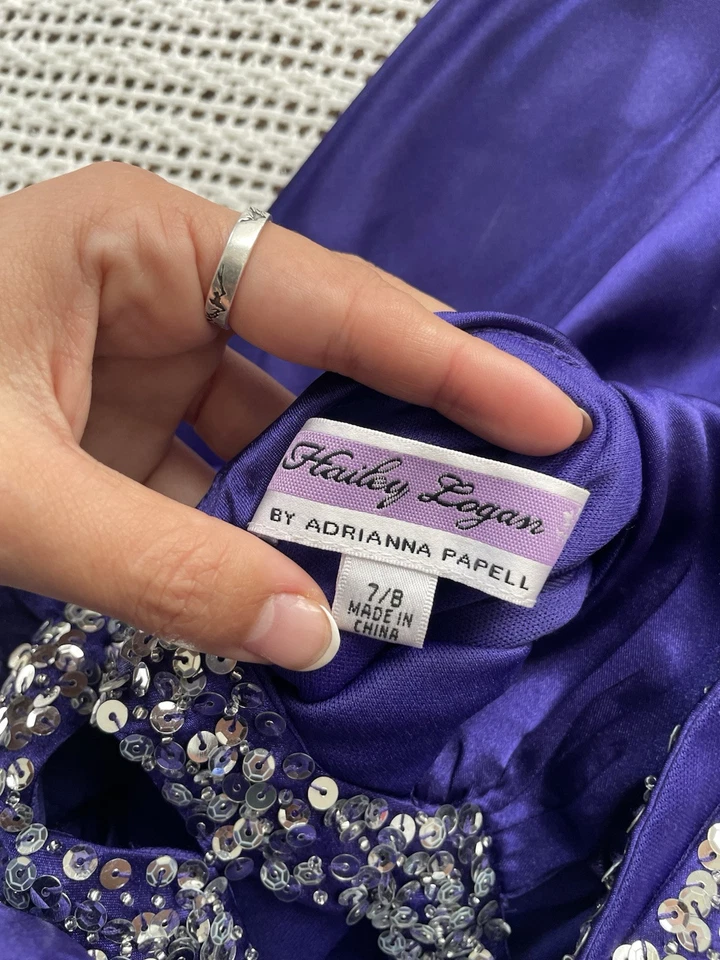 Hailey Logan
BY ADRIANNA PAPELL
7/8
MADE IN
CHINA